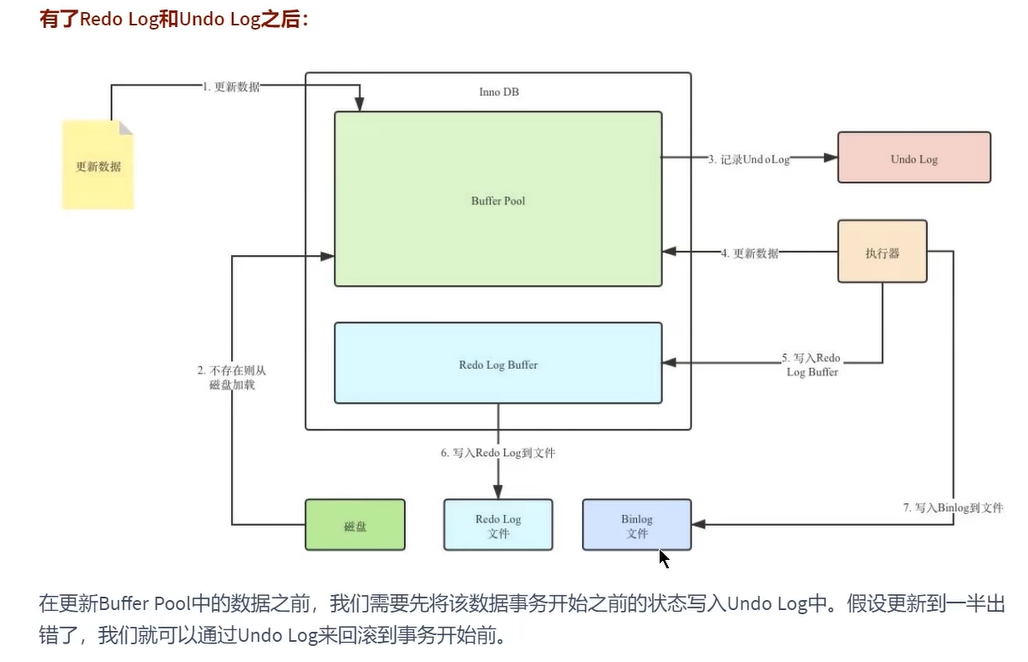 有了Redo Log和Undo Log之后：
1. 更新数据
Inno DB
更新数据
Buffer Pool
3. 记录UndoLog
Undo Log
4. 更新数据
执行器
2. 不存在则从
磁盘加载
Redo Log Buffer
5. 写入Redo
Log Buffer
6. 写入Redo Log到文件
7. 写入Binlog到文件
磁盘
Redo Log
文件
Binlog
文件
在更新Buffer Pool中的数据之前，我们需要先将该数据事务开始之前的状态写入Undo Log中。假设更新到一半出
错了，我们就可以通过Undo Log来回滚到事务开始前。